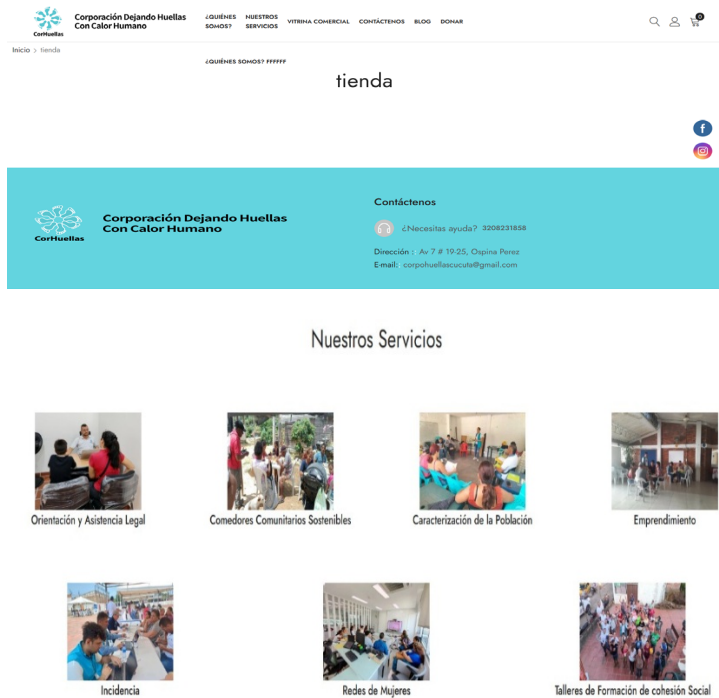 CorHuellas
Corporación Dejando Huellas
Con Calor Humano
¿QUIÉNES
SOMOS?
NUESTROS
SERVICIOS
VITRINA COMERCIAL
CONTÁCTENOS
BLOG
DONAR
0
Inicio > tienda
¿QUIÉNES SOMOS? FFFFFF
tienda
CorHuellas
Corporación Dejando Huellas
Con Calor Humano
Contáctenos
¿Necesitas ayuda? 3208231858
Dirección : Av 7 # 19-25, Ospina Perez
E-mail: corpohuellascucuta@gmail.com
Nuestros Servicios
Orientación y Asistencia Legal
Comedores Comunitarios Sostenibles
Caracterización de la Población
Emprendimiento
Incidencia
Redes de Mujeres
Talleres de Formación de cohesión Social